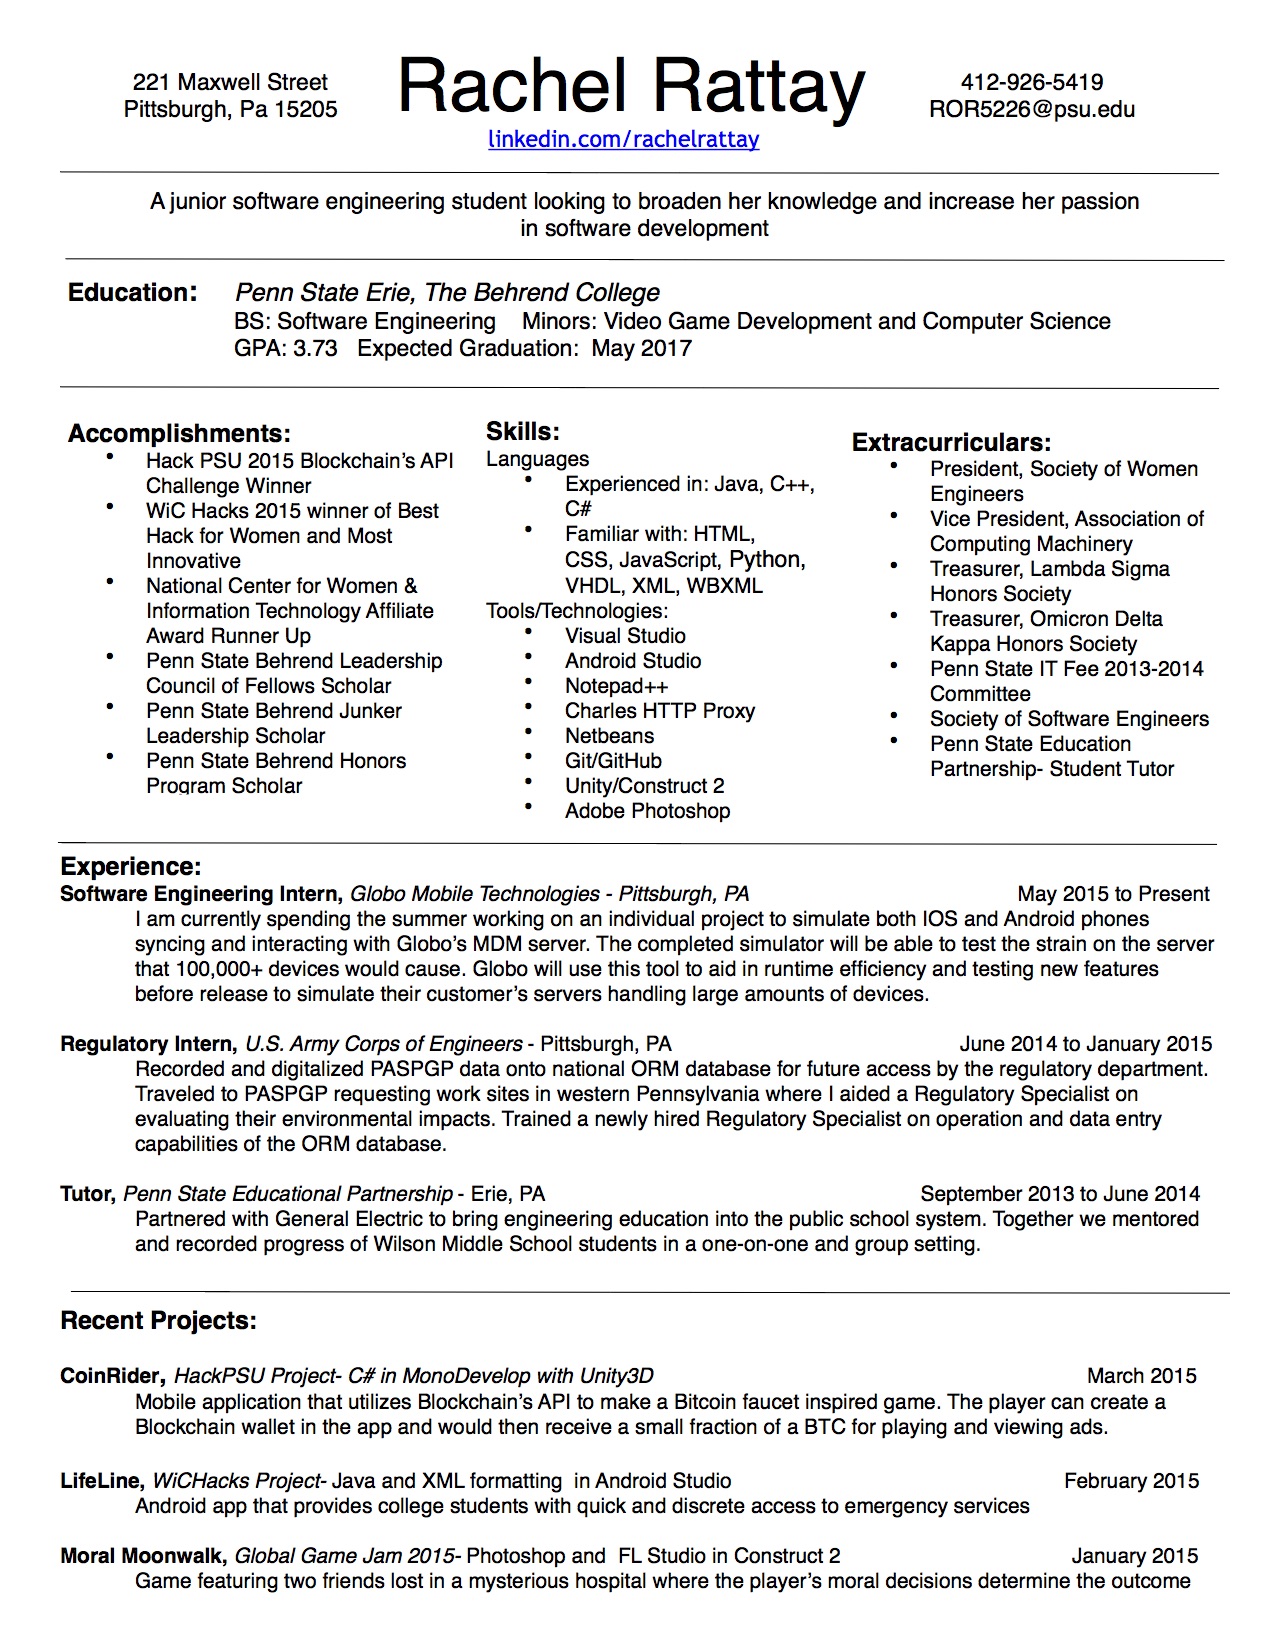 221 Maxwell Street
Pittsburgh, Pa 15205
Rachel Rattay
linkedin.com/rachelrattay
412-926-5419
ROR5226@psu.edu
A junior software engineering student looking to broaden her knowledge and increase her passion
in software development
Education: Penn State Erie, The Behrend College
BS: Software Engineering Minors: Video Game Development and Computer Science
GPA: 3.73 Expected Graduation: May 2017
Accomplishments:
• Hack PSU 2015 Blockchain’s API
Challenge Winner
• WiC Hacks 2015 winner of Best
Hack for Women and Most
Innovative
• National Center for Women &
Information Technology Affiliate
Award Runner Up
• Penn State Behrend Leadership
Council of Fellows Scholar
• Penn State Behrend Junker
Leadership Scholar
• Penn State Behrend Honors
Program Scholar
Skills:
Languages
• Experienced in: Java, C++,
C#
• Familiar with: HTML,
CSS, JavaScript, Python,
VHDL, XML, WBXML
Tools/Technologies:
• Visual Studio
• Android Studio
• Notepad++
• Charles HTTP Proxy
• Netbeans
• Git/GitHub
• Unity/Construct 2
• Adobe Photoshop
Extracurriculars:
• President, Society of Women
Engineers
• Vice President, Association of
Computing Machinery
• Treasurer, Lambda Sigma
Honors Society
• Treasurer, Omicron Delta
Kappa Honors Society
• Penn State IT Fee 2013-2014
Committee
• Society of Software Engineers
• Penn State Education
Partnership- Student Tutor
Experience:
Software Engineering Intern, Globo Mobile Technologies - Pittsburgh, PA May 2015 to Present
I am currently spending the summer working on an individual project to simulate both IOS and Android phones
syncing and interacting with Globo’s MDM server. The completed simulator will be able to test the strain on the server
that 100,000+ devices would cause. Globo will use this tool to aid in runtime efficiency and testing new features
before release to simulate their customer’s servers handling large amounts of devices.
Regulatory Intern, U.S. Army Corps of Engineers - Pittsburgh, PA June 2014 to January 2015
Recorded and digitalized PASPGP data onto national ORM database for future access by the regulatory department.
Traveled to PASPGP requesting work sites in western Pennsylvania where I aided a Regulatory Specialist on
evaluating their environmental impacts. Trained a newly hired Regulatory Specialist on operation and data entry
capabilities of the ORM database.
Tutor, Penn State Educational Partnership - Erie, PA September 2013 to June 2014
Partnered with General Electric to bring engineering education into the public school system. Together we mentored
and recorded progress of Wilson Middle School students in a one-on-one and group setting.
Recent Projects:
CoinRider, HackPSU Project- C# in MonoDevelop with Unity3D March 2015
Mobile application that utilizes Blockchain’s API to make a Bitcoin faucet inspired game. The player can create a
Blockchain wallet in the app and would then receive a small fraction of a BTC for playing and viewing ads.
LifeLine, WiCHacks Project- Java and XML formatting in Android Studio February 2015
Android app that provides college students with quick and discrete access to emergency services
Moral Moonwalk, Global Game Jam 2015- Photoshop and FL Studio in Construct 2 January 2015
Game featuring two friends lost in a mysterious hospital where the player’s moral decisions determine the outcome